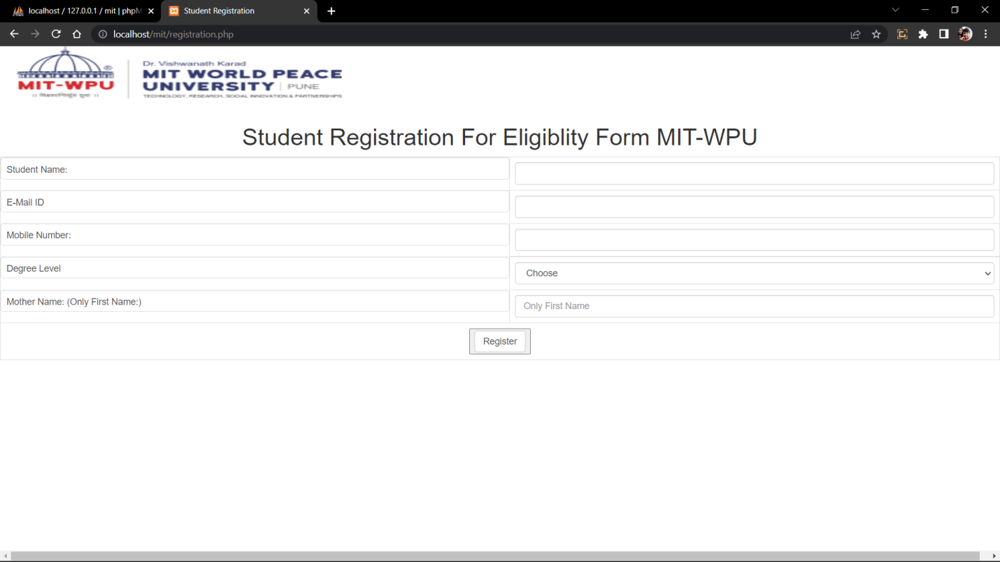 localhost / 127.0.0.1 / mit | phpM
Student Registration
localhost/mit/registration.php
Dr. Vishwanath Karad
MIT WORLD PEACE
UNIVERSITY | PUNE
TECHNOLOGY, RESEARCH, SOCIAL INNOVATION & PARTNERSHIPS
MIT-WPU
Student Registration For Eligiblity Form MIT-WPU
Student Name:
E-Mail ID
Mobile Number:
Degree Level
Choose
Mother Name: (Only First Name:)
Only First Name
Register